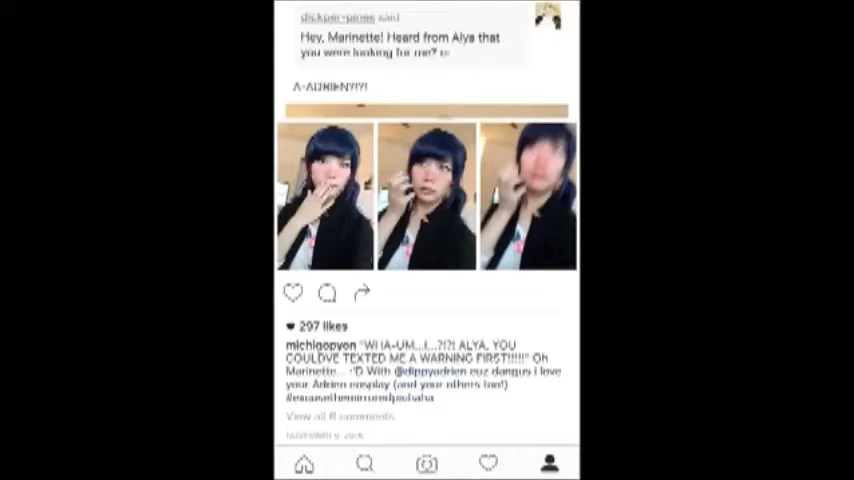 said
Hey, Marinette! Heard from Alya that
you were looking for me?
A-ADRIEN?!?!
297 likes
michigopyon "WHA-UM...I...?!?! ALYA, YOU
COULDVE TEXTED ME A WARNING FIRST!!!!!" Oh
Marinette... :'D With @dippyadrien cuz dangus I love
your Adrien cosplay (and your others too!)
View all 8 comments
NOVEMBER